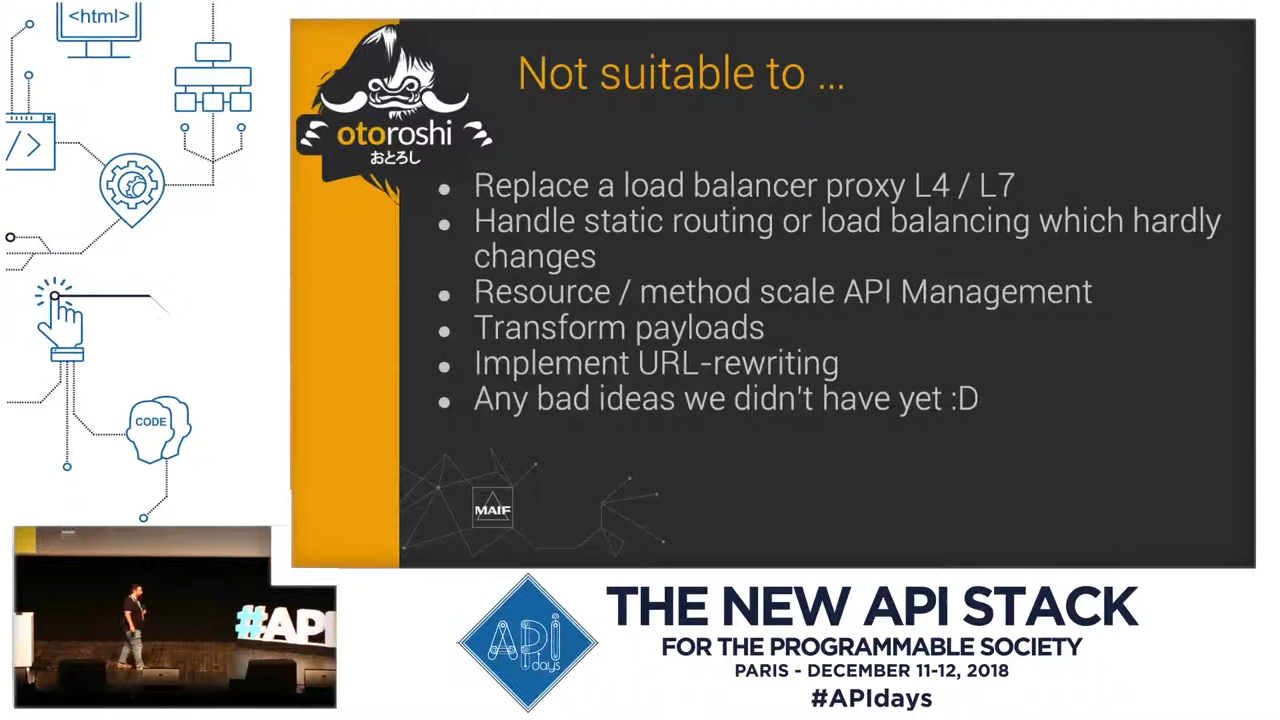 <html>
Not suitable to ...
otoroshi
おとろし
Replace a load balancer proxy L4 / L7
Handle static routing or load balancing which hardly
changes
Resource / method scale API Management
Transform payloads
Implement URL-rewriting
Any bad ideas we didn't have yet :D
</>
CODE
MAIF
#API
APi
days
THE NEW API STACK
FOR THE PROGRAMMABLE SOCIETY
PARIS - DECEMBER 11-12, 2018
#APIdays